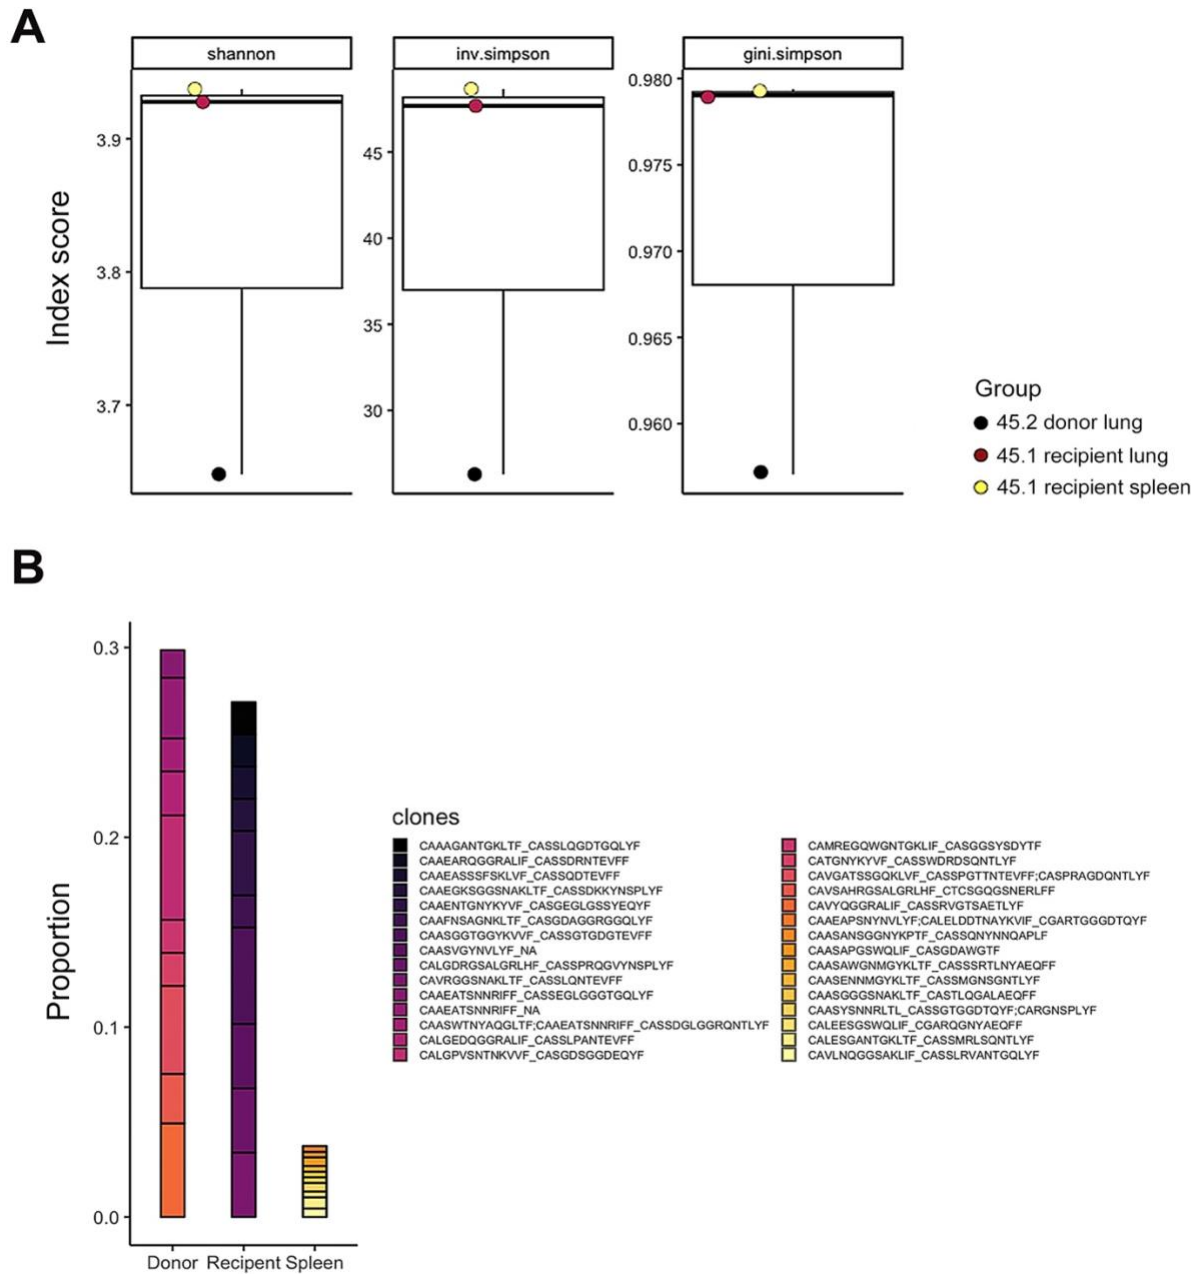 A
shannon
inv.simpson
gini.simpson
Index score
3.9
3.8
3.7
45
40
35
30
0.980
0.975
0.970
0.965
0.960
Group
45.2 donor lung
45.1 recipient lung
45.1 recipient spleen
B
Proportion
0.3
0.2
0.1
0.0
Donor Recipent Spleen
clones
CAAAGANTGKLTF_CASSLQGDTGQLYF
CAAEARQGGRALIF_CASSDRNTEVFF
CAAEASSSFSKLVF_CASSQDTEVFF
CAAEGKSGGSNAKLTF_CASSDKKYNSPLYF
CAAENTGNYKYVF_CASGEGLGSSYEQYF
CAAFNSAGNKLTF_CASGDAGGRGGQLYF
CAASGGTGGYKVVF_CASSGTGDGTEVFF
CAASVGYNVLYF_NA
CALGDRGSALGRLHF_CASSPRQGVYNSPLYF
CAVRGGSNAKLTF_CASSLQNTEVFF
CAAEATSNNRIFF_CASSEGLGGGTGQLYF
CAAEATSNNRIFF_NA
CAASWTNYAQGLTF;CAAEATSNNRIFF_CASSDGLGGRQNTLYF
CALGEDQGGRALIF_CASSLPANTEVFF
CALGPVSNTNKVVF_CASGDSGGDEQYF
CAMREGQWGNTGKLIF_CASGGSYSDYTF
CATGNYKYVF_CASSWDRDSQNTLYF
CAVGATSSGQKLVF_CASSPGTTNTEVFF;CASPRAGDQNTLYF
CAVSAHRGSALGRLHF_CTCSGQGSNERLFF
CAVYQGGRALIF_CASSRVGTSAETLYF
CAAEAPSNYNVLYF;CALELDDTNAYKVIF_CGARTGGGDTQYF
CAASANSGGNYKPTF_CASSQNYNNQAPLF
CAASAPGSWQLIF_CASGDAWGTF
CAASAWGNMGYKLTF_CASSSRTLNYAEQFF
CAASENNMGYKLTF_CASSMGNSGNTLYF
CAASGGGSNAKLTF_CASTLQGALAEQFF
CAASYSNNRLTL_CASSGTGGDTQYF;CARGNSPLYF
CALEESGSWQLIF_CGARQGNYAEQFF
CALESGANTGKLTF_CASSMRLSQNTLYF
CAVLNQGGSAKLIF_CASSLRVANTGQLYF